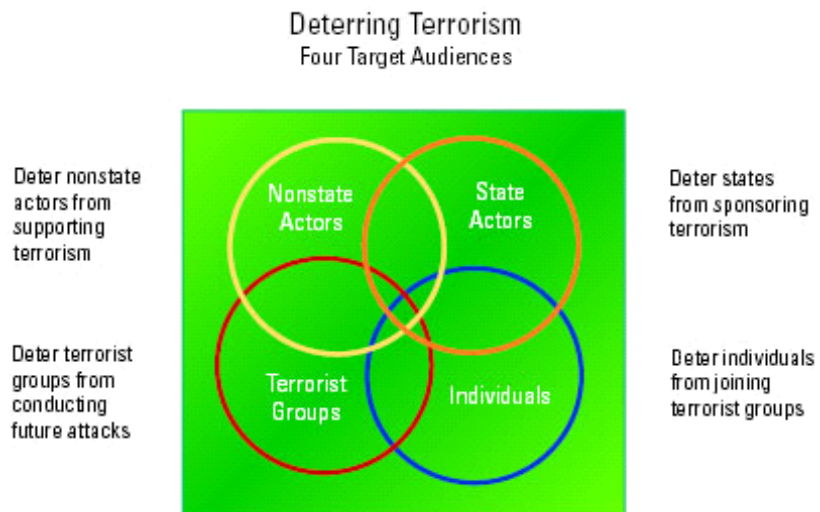 Deterring Terrorism
Four Target Audiences
Deter nonstate
actors from
supporting
terrorism
Nonstate
Actors
State
Actors
Deter states
from sponsoring
terrorism
Deter terrorist
groups from
conducting
future attacks
Terrorist
Groups
Individuals
Deter individuals
from joining
terrorist groups